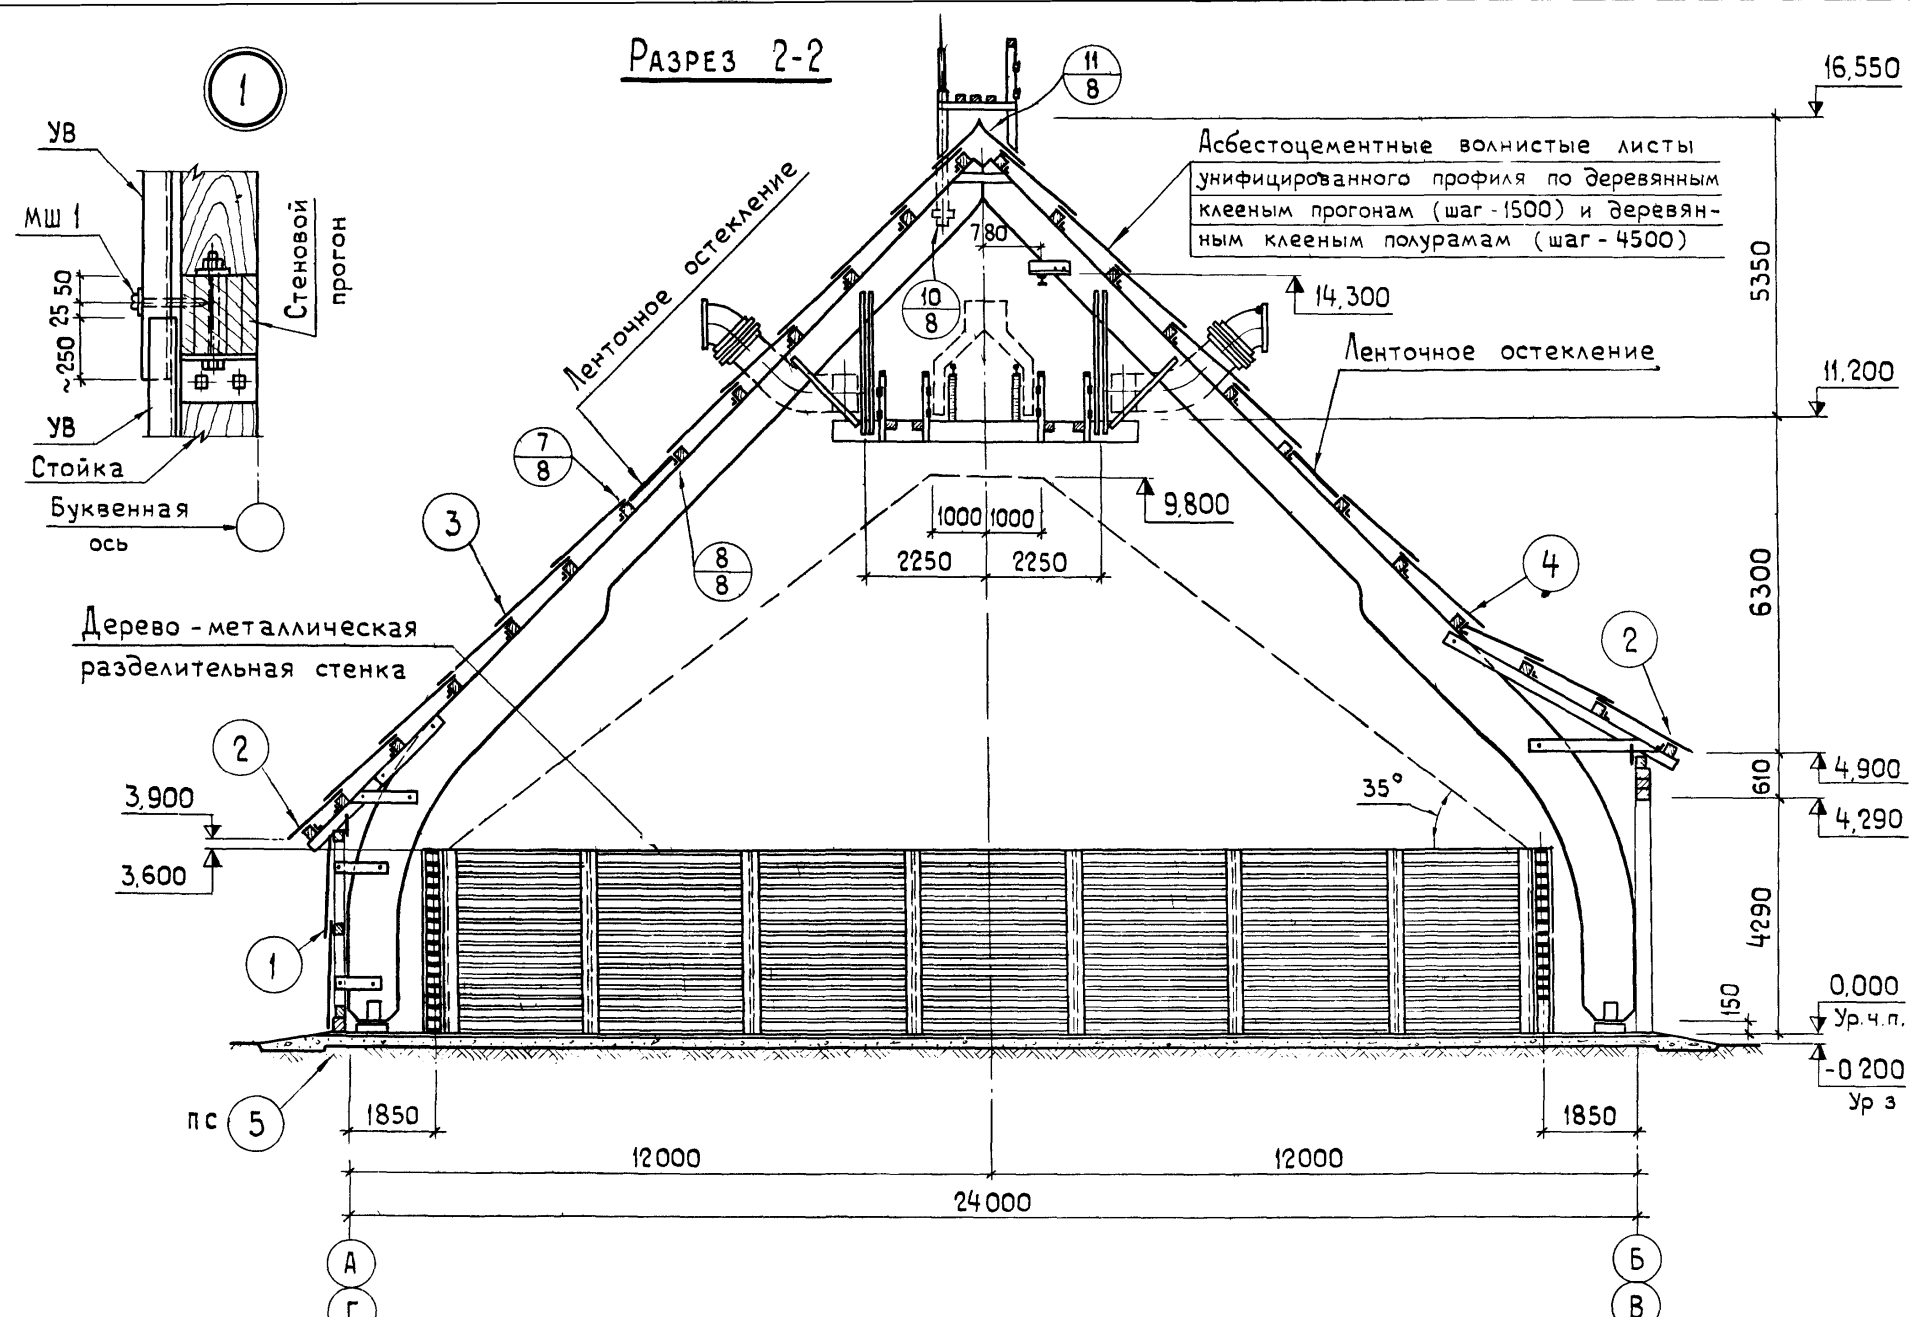 Разрез 2-2
1
УВ
МШ 1
50
25
~250
УВ
Стойка
Буквенная
ось
Стеновой
прогон
Ленточное остекление
11
8
16,550
Асбестоцементные волнистые листы
унифицированного профиля по деревянным
клееным прогонам (шаг-1500) и деревян-
ным клееным полурамам (шаг-4500)
780
14,300
10
8
5350
Ленточное остекление
11,200
7
8
3
8
8
9,800
1000 1000
2250 2250
6300
4
2
Дерево-металлическая
разделительная стенка
2
3,900
3,600
35°
610
4,900
4,290
4290
1
150
0,000
Ур.ч.п.
-0 200
Ур з
пс 5
1850
1850
12000
12000
24000
А
Г
Б
В